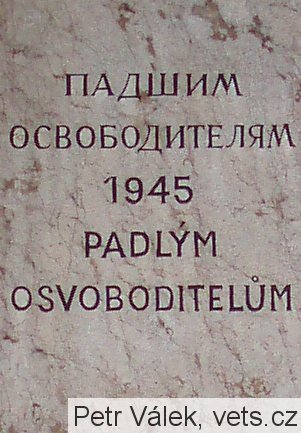 ПАДШИМ
ОСВОБОДИТЕЛЯМ
1945
PADLÝM
OSVOBODITELŮM
Petr Válek, vets.cz